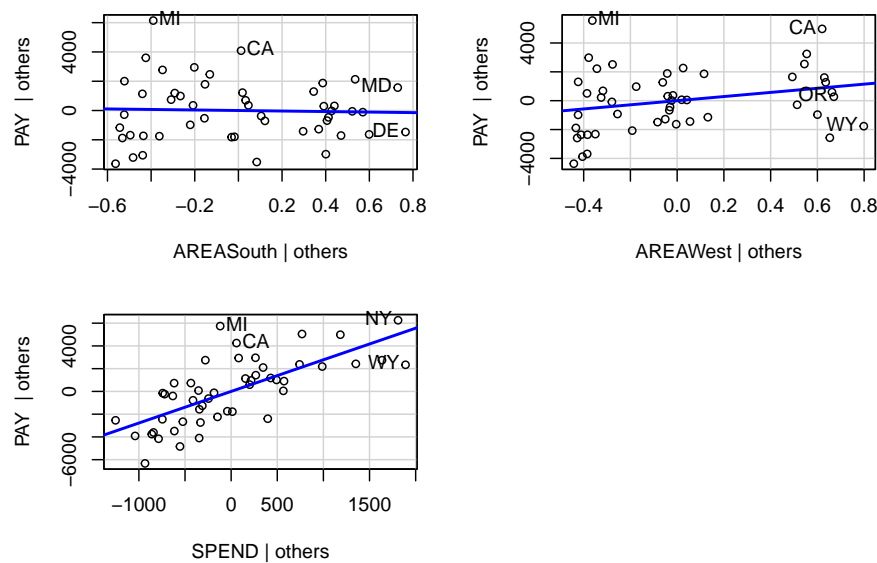 MI
CA
MD
DE
PAY | others
−4000
0
4000
−0.6
−0.2
0.2
0.4
0.6
0.8
AREASouth | others
MI
CA
OR
WY
PAY | others
−4000
0
4000
−0.4
0.0
0.2
0.4
0.6
0.8
AREAWest | others
MI
CA
NY
WY
PAY | others
−6000
0
4000
−1000
0
500
1500
SPEND | others